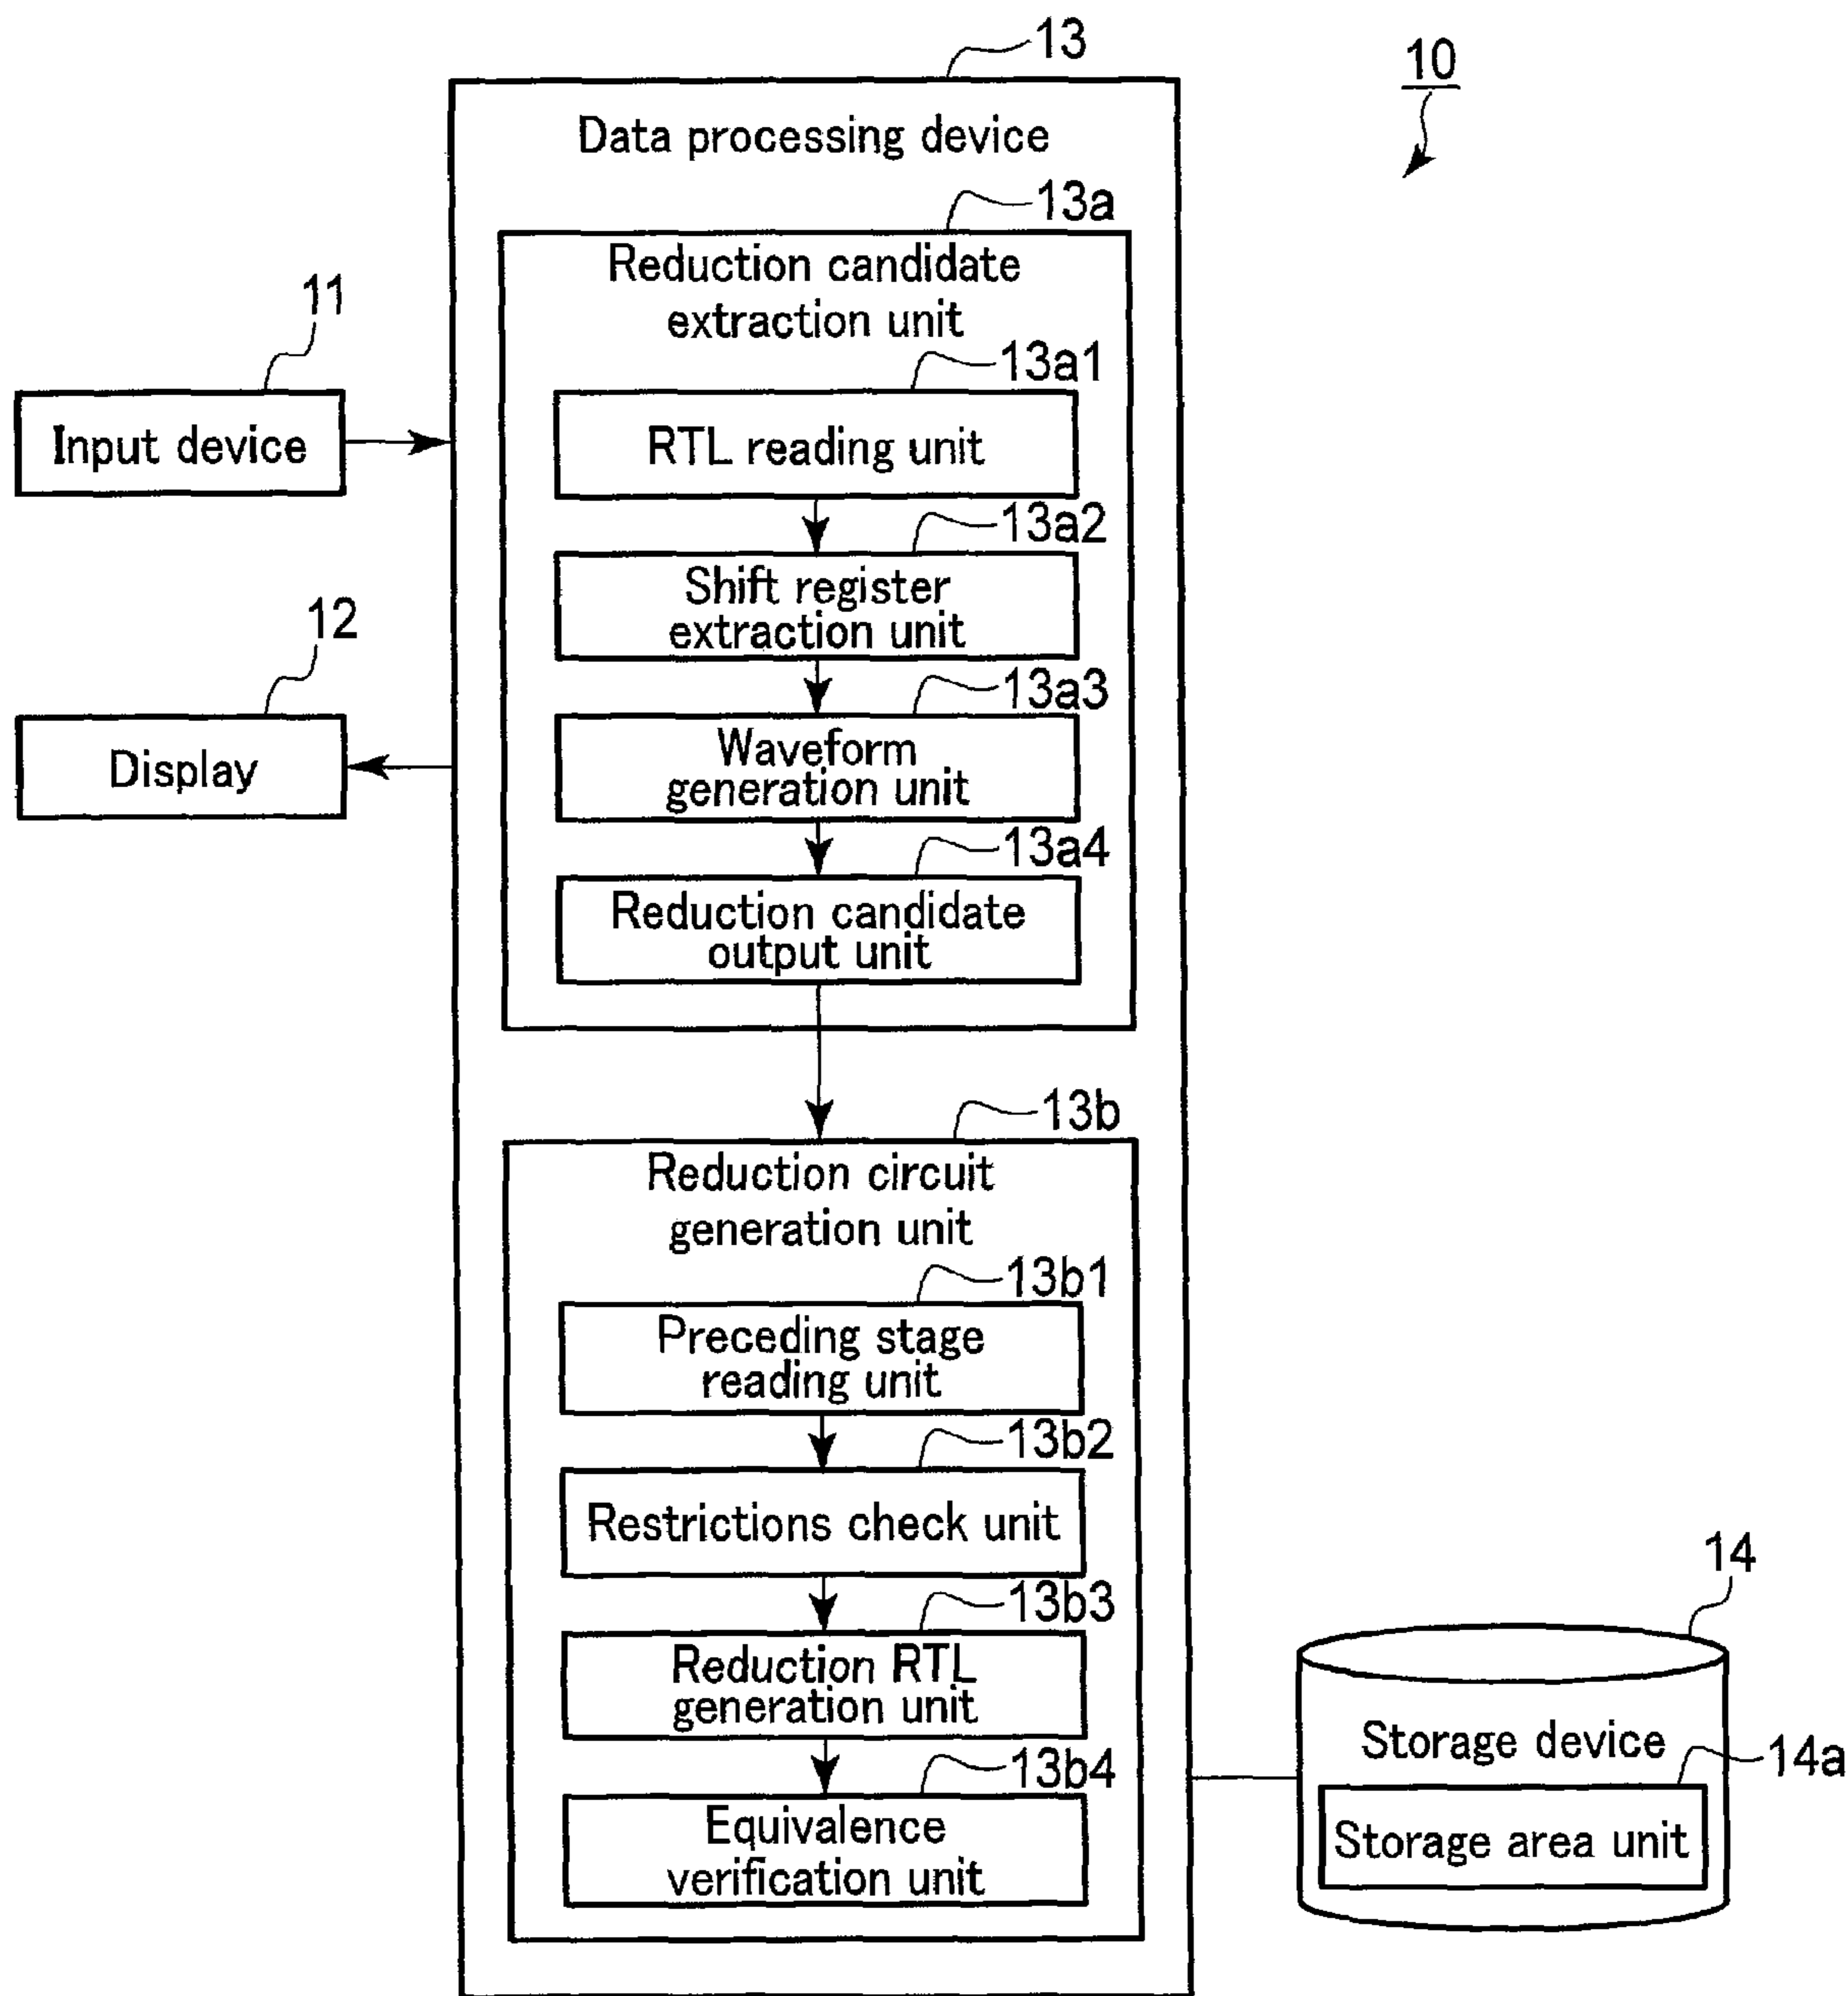 13
10
Data processing device
13a
Reduction candidate
extraction unit
11
13a1
Input device
RTL reading unit
13a2
Shift register
extraction unit
12
13a3
Display
Waveform
generation unit
13a4
Reduction candidate
output unit
13b
Reduction circuit
generation unit
13b1
Preceding stage
reading unit
13b2
Restrictions check unit
14
13b3
Reduction RTL
generation unit
Storage device
14a
13b4
Equivalence
verification unit
Storage area unit